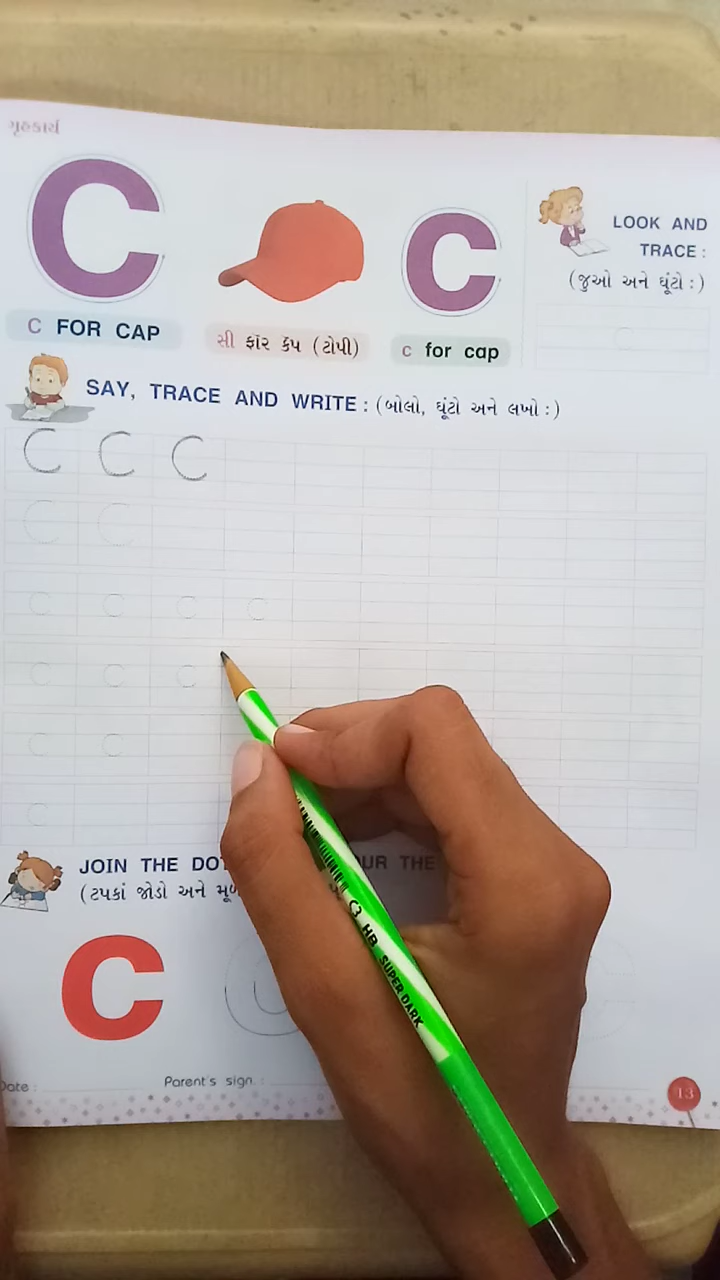 ગૃહકાર્ય
C C
LOOK AND
TRACE :
(જુઓ અને ઘૂંટો :)
C
C FOR CAP
સી ફૉર કૅપ (ટોપી)
c for cap
SAY, TRACE AND WRITE : (બોલો, ઘૂંટો અને લખો :)
C C C
C C
c c c c
c c c
c c
c
JOIN THE DO UR THE
(ટપકાં જોડો અને મૂળ
C
C3 HB SUPER DARK
Date : Parent's sign. :
13